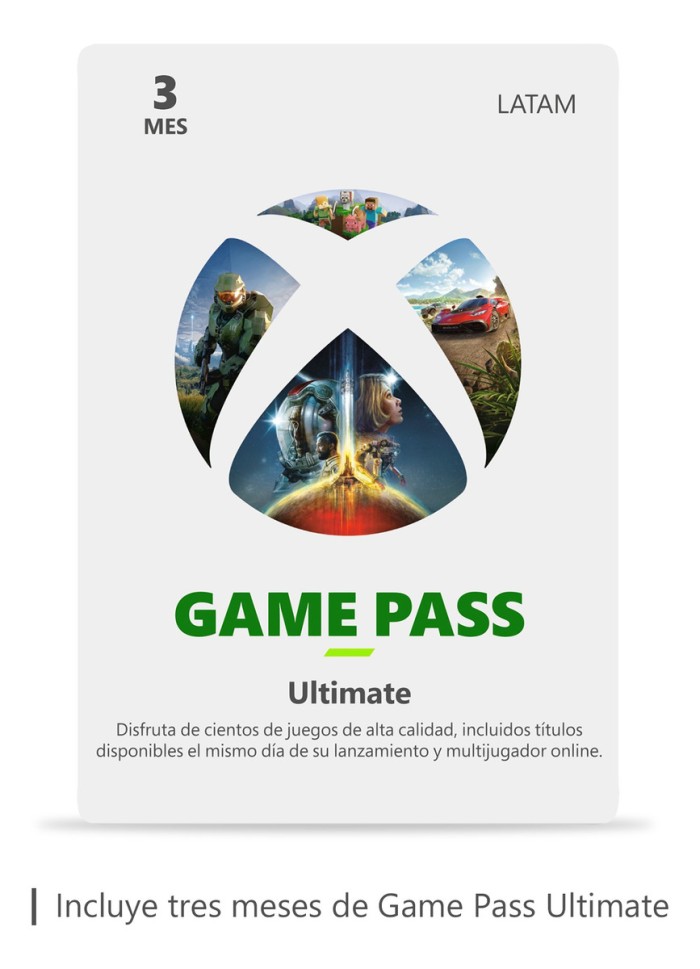 3
MES
LATAM
GAME PASS
Ultimate
Disfruta de cientos de juegos de alta calidad, incluidos títulos
disponibles el mismo día de su lanzamiento y multijugador online.
Incluye tres meses de Game Pass Ultimate